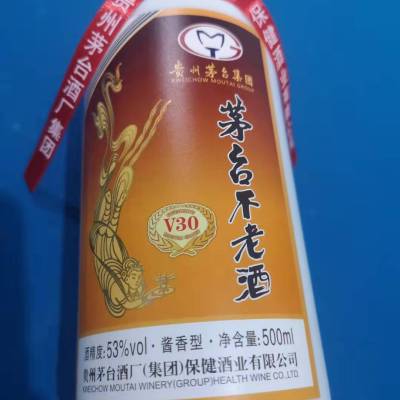 贵州茅台酒厂集团
贵州茅台集团
KWEICHOW MOUTAI GROUP
茅台不老酒
V30
酒精度:53%vol·酱香型·净含量:500ml
贵州茅台酒厂(集团)保健酒业有限公司
KWEICHOW MOUTAI WINERY(GROUP)HEALTH WINE CO.,LTD.